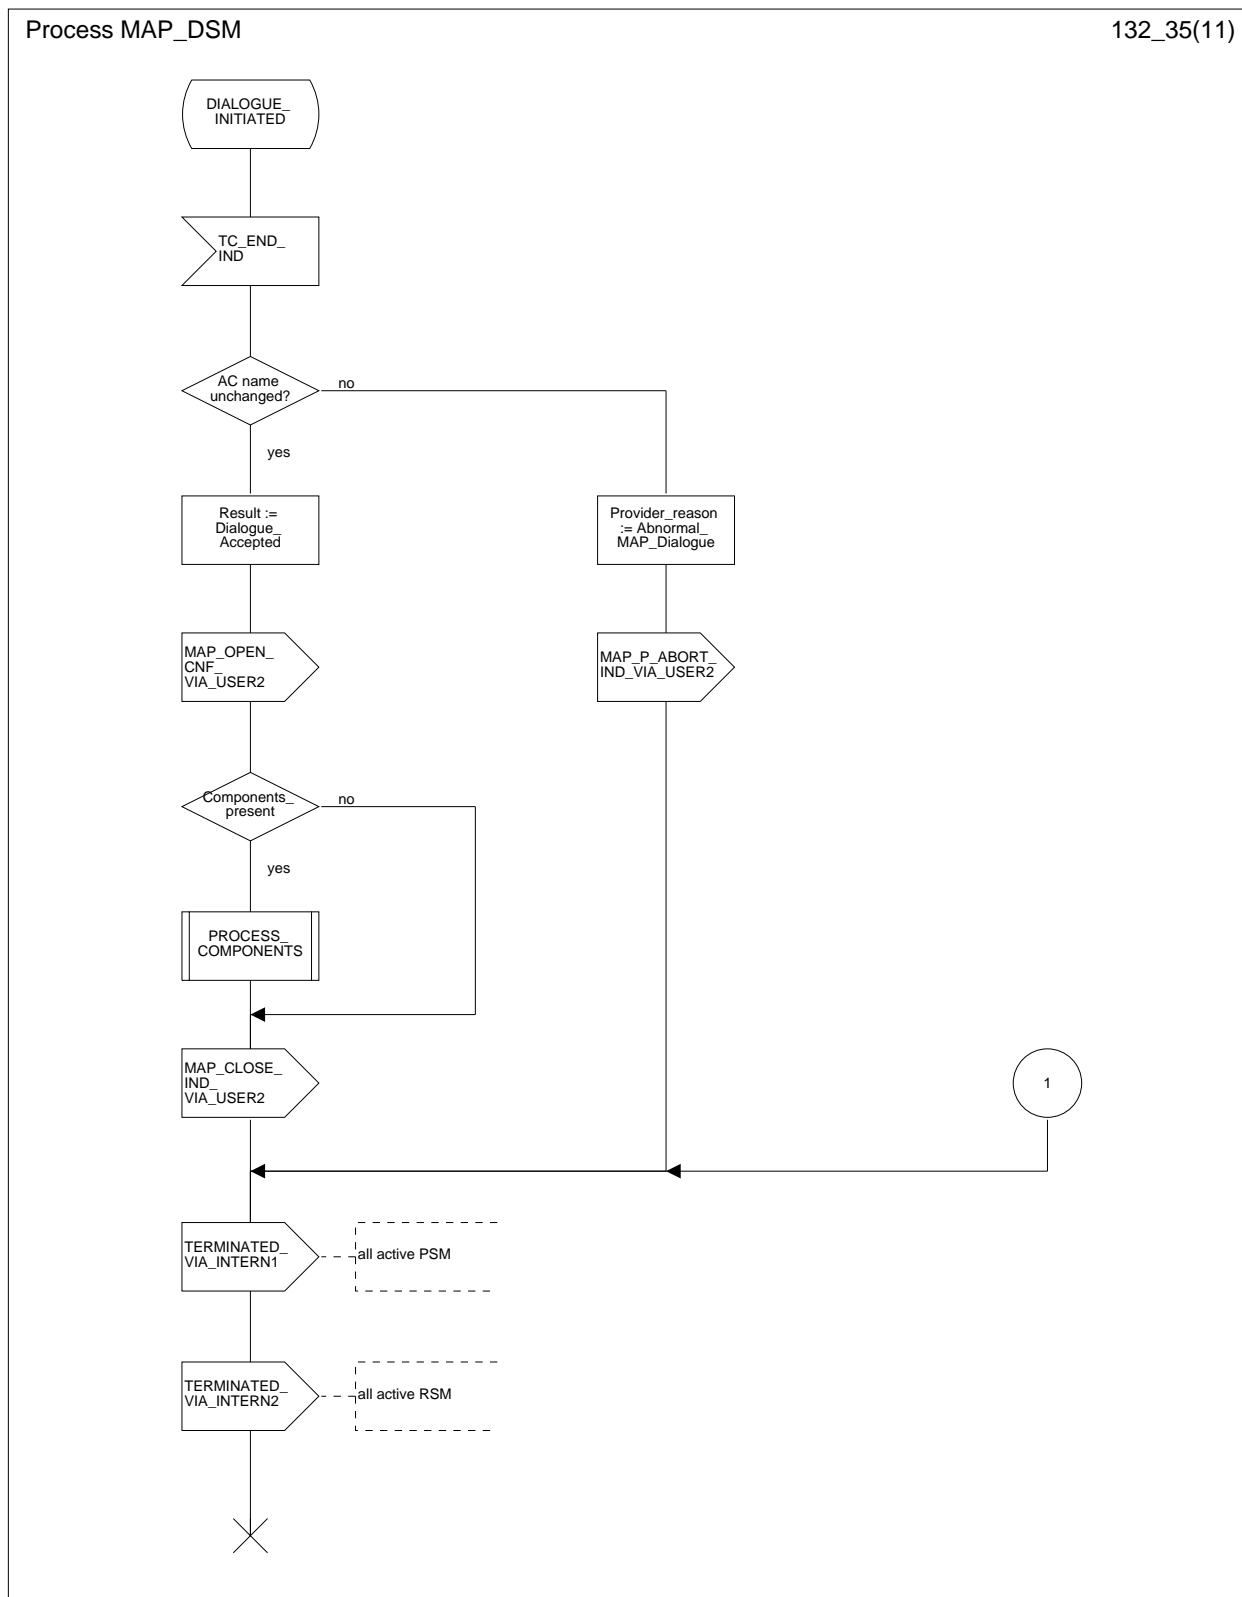 Process MAP_DSM
132_35(11)
DIALOGUE_
INITIATED
TC_END_
IND
AC name
unchanged?
no
yes
Result :=
Dialogue_
Accepted
Provider_reason
:= Abnormal_
MAP_Dialogue
MAP_OPEN_
CNF_
VIA_USER2
MAP_P_ABORT_
IND_VIA_USER2
Components_
present
no
yes
PROCESS_
COMPONENTS
MAP_CLOSE_
IND_
VIA_USER2
1
TERMINATED_
VIA_INTERN1
all active PSM
TERMINATED_
VIA_INTERN2
all active RSM